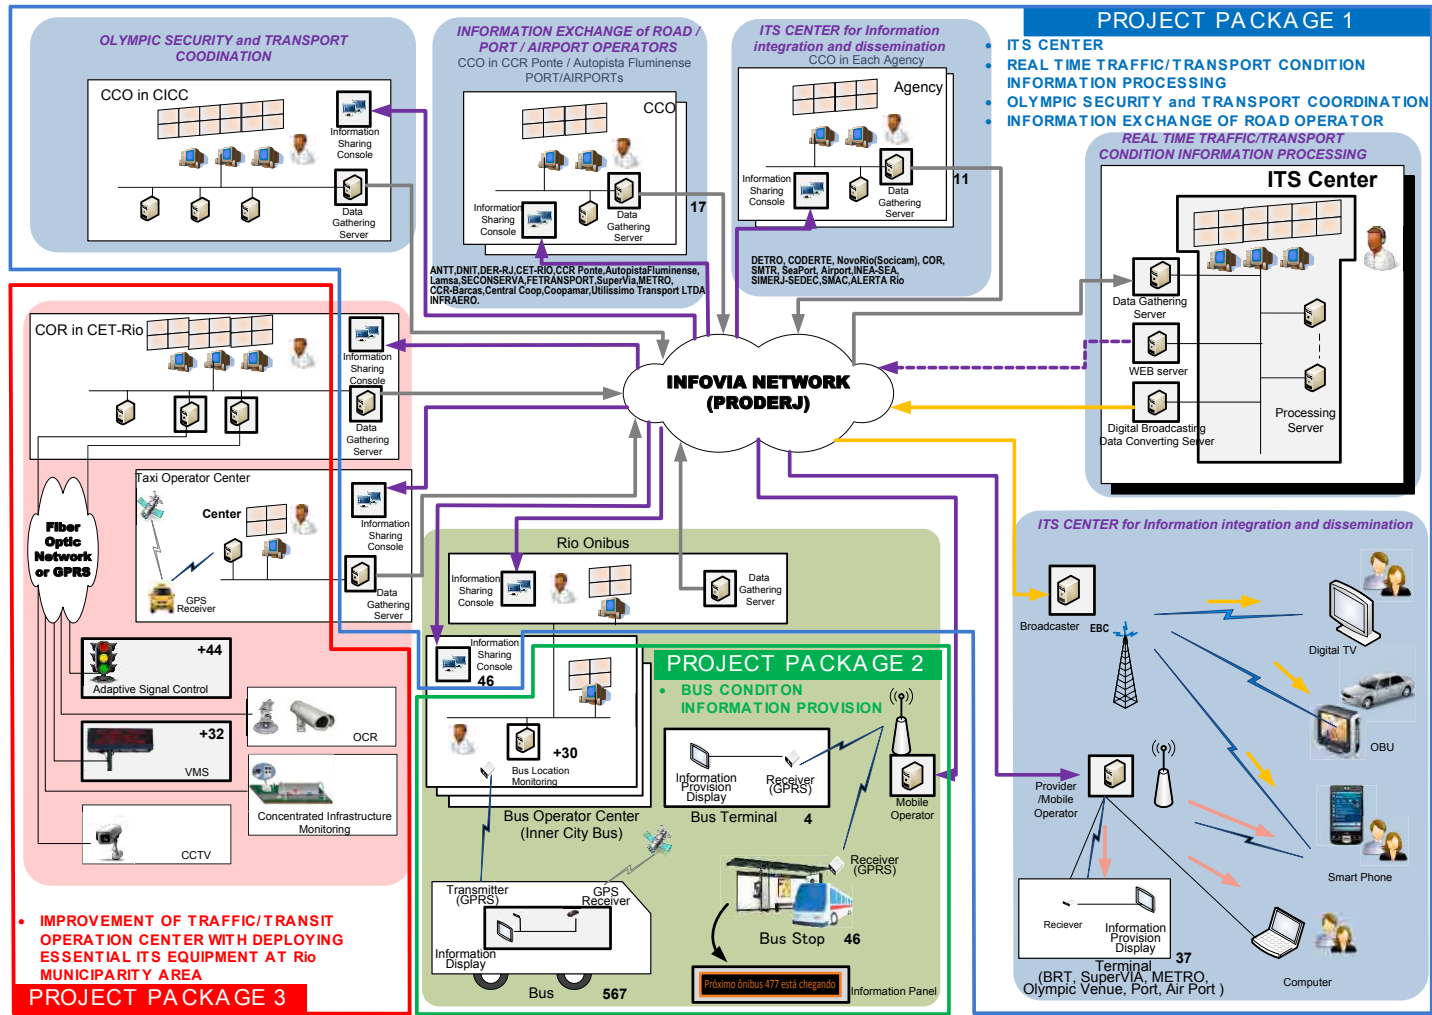 PROJECT PACKAGE 1
• ITS CENTER
• REAL TIME TRAFFIC/TRANSPORT CONDITION
INFORMATION PROCESSING
• OLYMPIC SECURITY and TRANSPORT COORDINATION
• INFORMATION EXCHANGE OF ROAD OPERATOR
OLYMPIC SECURITY and TRANSPORT
COODINATION
CCO in CICC
Information
Sharing
Console
Data
Gathering
Server
INFORMATION EXCHANGE of ROAD /
PORT / AIRPORT OPERATORS
CCO in CCR Ponte / Autopista Fluminense
PORT/AIRPORTs
CCO
Information
Sharing
Console
Data
Gathering
Server
17
ANTT,DNIT,DER-RJ,CET-RIO,CCR Ponte,AutopistaFluminense,
Lamsa,SECONSERVA,FETRANSPORT,SuperVia,METRO,
CCR-Barcas,Central Coop,Coopamar,Utilissimo Transport LTDA
INFRAERO.
ITS CENTER for Information
integration and dissemination
CCO in Each Agency
Agency
Information
Sharing
Console
Data
Gathering
Server
11
DETRO, CODERTE, NovoRio(Socicam), COR,
SMTR, SeaPort, Airport,INEA-SEA,
SIMERJ-SEDEC,SMAC,ALERTA Rio
REAL TIME TRAFFIC/TRANSPORT
CONDITION INFORMATION PROCESSING
ITS Center
Data Gathering
Server
WEB server
Digital Broadcasting
Data Converting Server
Processing
Server
INFOVIA NETWORK
(PRODERJ)
COR in CET-Rio
Information
Sharing
Console
Data
Gathering
Server
Taxi Operator Center
Center
GPS
Receiver
Information
Sharing
Console
Data
Gathering
Server
Fiber
Optic
Network
or GPRS
+44
Adaptive Signal Control
+32
VMS
OCR
Concentrated Infrastructure
Monitoring
CCTV
• IMPROVEMENT OF TRAFFIC/TRANSIT
OPERATION CENTER WITH DEPLOYING
ESSENTIAL ITS EQUIPMENT AT Rio
MUNICIPARITY AREA
PROJECT PACKAGE 3
Rio Onibus
Information
Sharing
Console
Data
Gathering
Server
Information
Sharing
Console
46
+30
Bus Location
Monitoring
Bus Operator Center
(Inner City Bus)
PROJECT PACKAGE 2
• BUS CONDITON
INFORMATION PROVISION
Information
Provision
Display
Receiver
(GPRS)
Bus Terminal 4
Mobile
Operator
Receiver
(GPRS)
Bus Stop 46
Transmitter
(GPRS)
GPS
Receiver
Information
Display
Bus 567
Próximo ônibus 477 está chegando
Information Panel
ITS CENTER for Information integration and dissemination
Broadcaster
EBC
Digital TV
OBU
Provider
/Mobile
Operator
Smart Phone
Reciever
Information
Provision
Display
Terminal 37
(BRT, SuperVIA, METRO,
Olympic Venue, Port, Air Port )
Computer